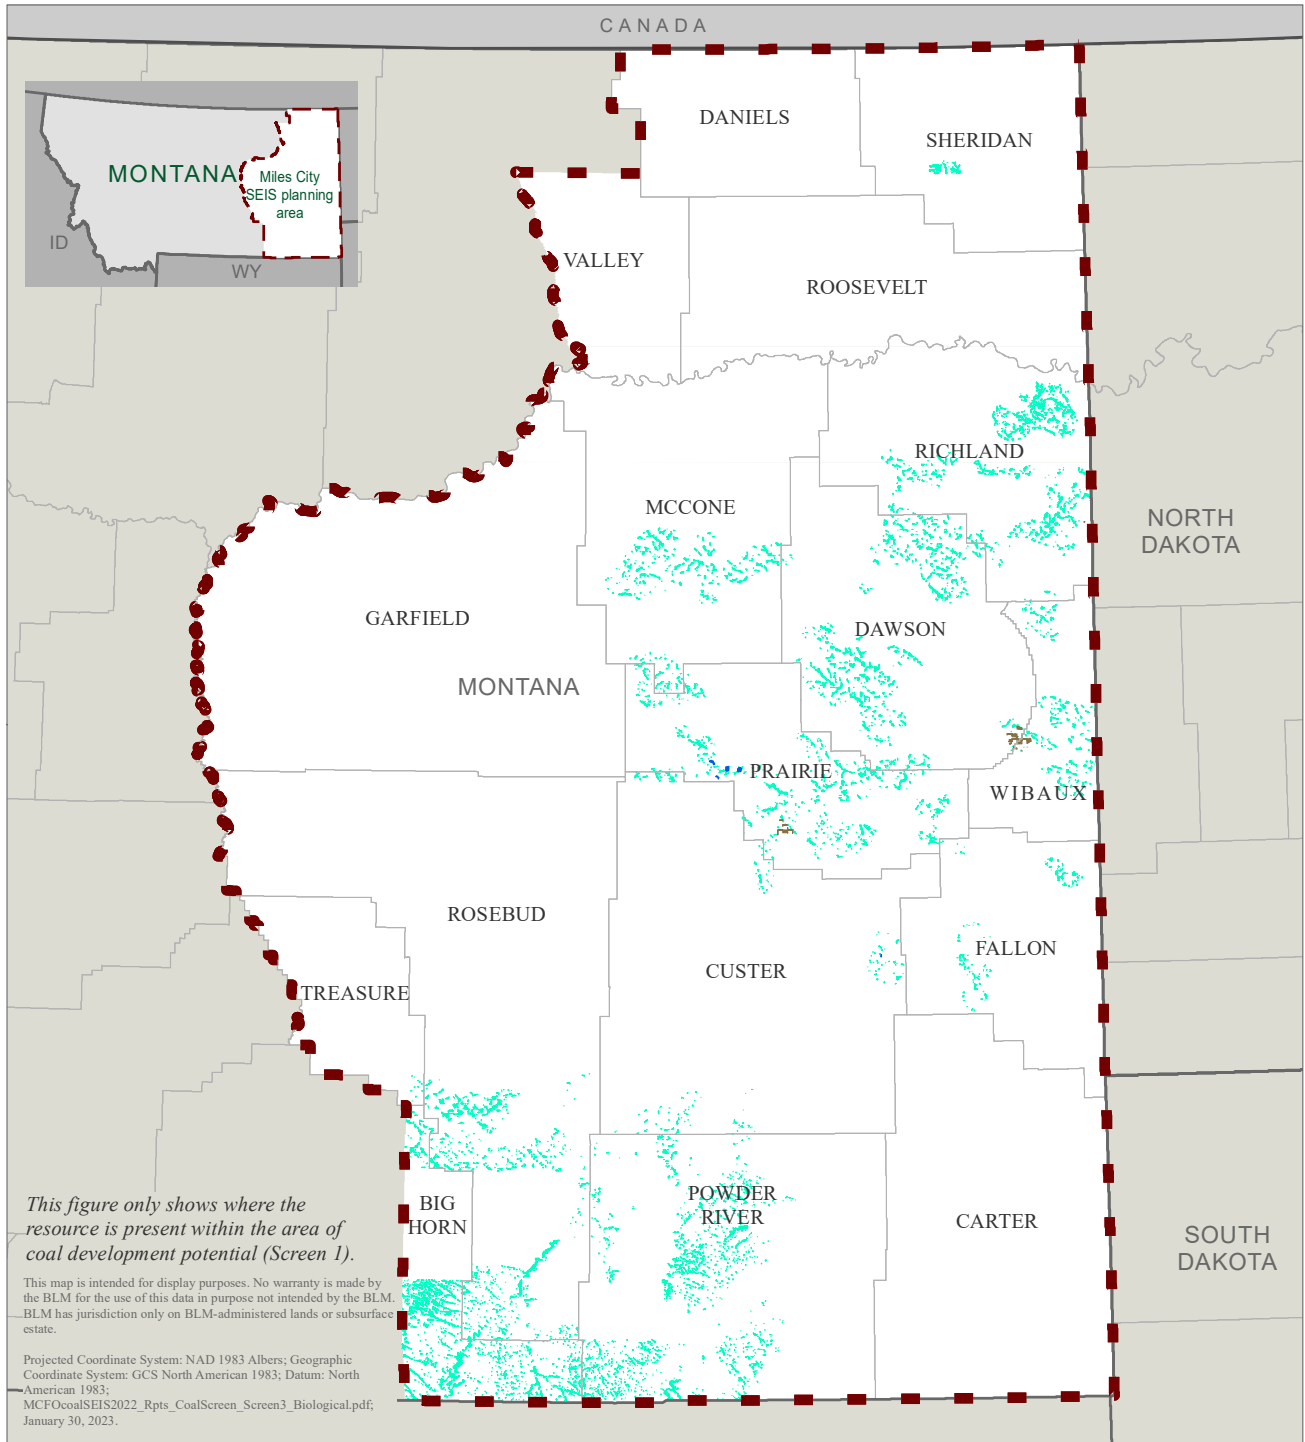 CANADA
DANIELS
SHERIDAN
MONTANA
Miles City
SEIS planning
area
ID
WY
VALLEY
ROOSEVELT
RICHLAND
MCCONE
NORTH
DAKOTA
GARFIELD
DAWSON
MONTANA
PRAIRIE
WIBAUX
ROSEBUD
FALLON
CUSTER
TREASURE
POWDER
RIVER
BIG
HORN
CARTER
SOUTH
DAKOTA
This figure only shows where the
resource is present within the area of
coal development potential (Screen 1).
This map is intended for display purposes. No warranty is made by
the BLM for the use of this data in purpose not intended by the BLM.
BLM has jurisdiction only on BLM-administered lands or subsurface
estate.
Projected Coordinate System: NAD 1983 Albers; Geographic
Coordinate System: GCS North American 1983; Datum: North
American 1983;
MCFOcoalSEIS2022_Rpts_CoalScreen_Screen3_Biological.pdf;
January 30, 2023.